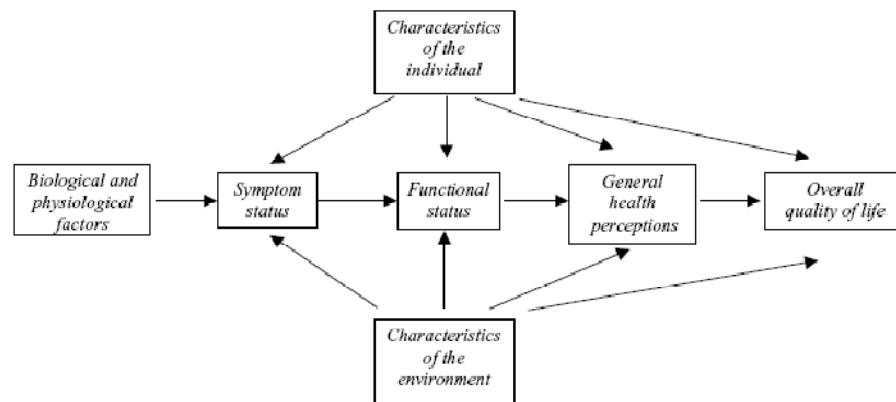 Characteristics
of the
individual
Biological and
physiological
factors
Symptom
status
Functional
status
General
health
perceptions
Overall
quality of life
Characteristics
of the
environment